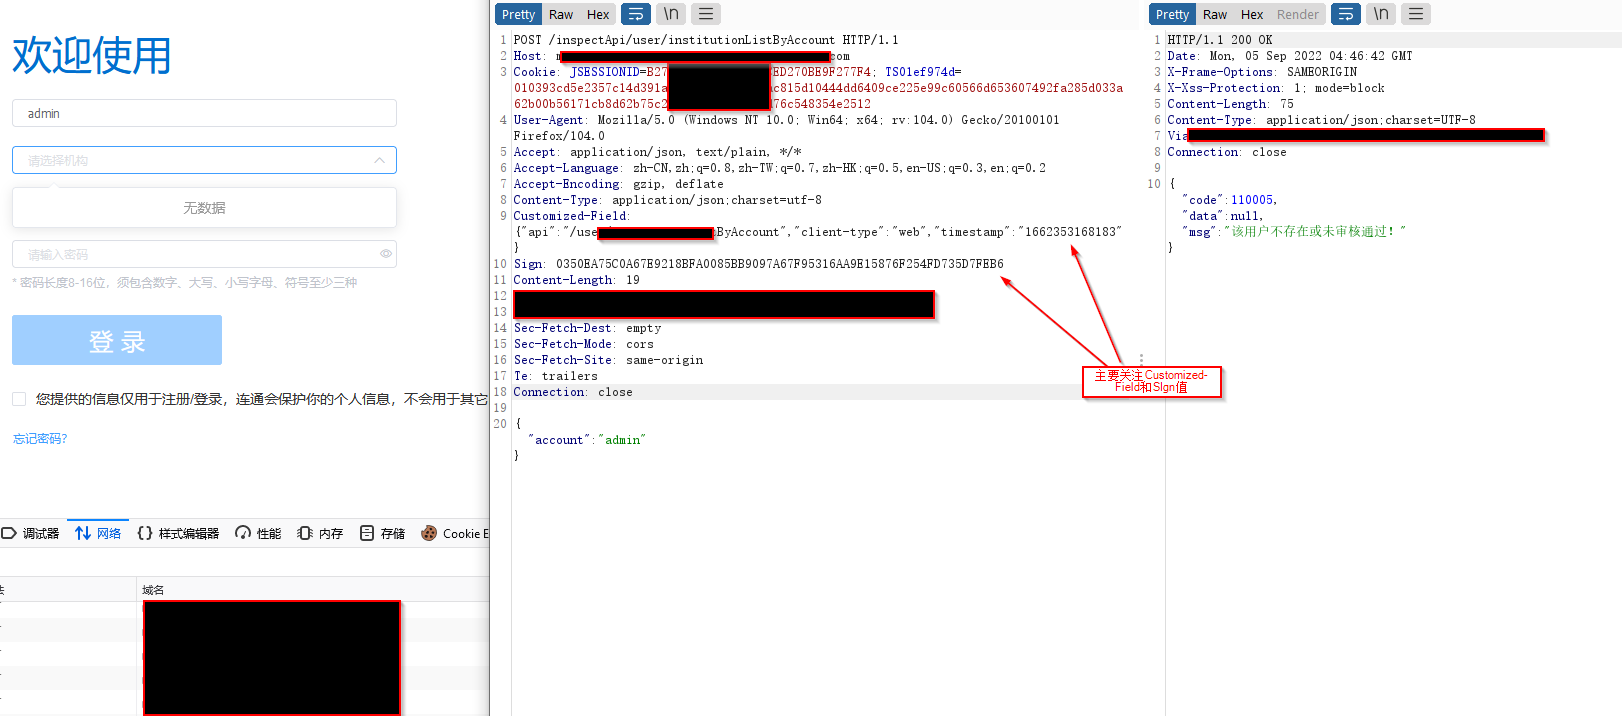 欢迎使用
admin
请选择机构
无数据
请输入密码
* 密码长度8-16位，须包含数字、大写、小写字母、符号至少三种
登 录
您提供的信息仅用于注册/登录，连通会保护你的个人信息，不会用于其它
忘记密码?
调试器 网络 样式编辑器 性能 内存 存储 Cookie E
域名
Pretty Raw Hex \n
1 POST /inspectApi/user/institutionListByAccount HTTP/1.1
2 Host: com
3 Cookie: JSESSIONID=B27 ED270BE9F277F4; TS01ef974d=
010393cd5e2357c14d391a c815d10444dd6409ce225e99c60566d653607492fa285d033a
62b00b56171cb8d62b75c2 76c548354e2512
4 User-Agent: Mozilla/5.0 (Windows NT 10.0; Win64; x64; rv:104.0) Gecko/20100101
Firefox/104.0
5 Accept: application/json, text/plain, */*
6 Accept-Language: zh-CN,zh;q=0.8,zh-TW;q=0.7,zh-HK;q=0.5,en-US;q=0.3,en;q=0.2
7 Accept-Encoding: gzip, deflate
8 Content-Type: application/json;charset=utf-8
9 Customized-Field:
{"api":"/use ByAccount","client-type":"web","timestamp":"1662353168183"
}
10 Sign: 0350EA75C0A67E9218BFA0085BB9097A67F95316AA9E15876F254FD735D7FEB6
11 Content-Length: 19
12
13
14 Sec-Fetch-Dest: empty
15 Sec-Fetch-Mode: cors
16 Sec-Fetch-Site: same-origin
17 Te: trailers
18 Connection: close
19
20 {
"account":"admin"
}
主要关注Customized-
Field和SIgn值
Pretty Raw Hex Render \n
1 HTTP/1.1 200 OK
2 Date: Mon, 05 Sep 2022 04:46:42 GMT
3 X-Frame-Options: SAMEORIGIN
4 X-Xss-Protection: 1; mode=block
5 Content-Length: 75
6 Content-Type: application/json;charset=UTF-8
7 Via
8 Connection: close
10 {
"code":110005,
"data":null,
"msg":"该用户不存在或未审核通过！"
}